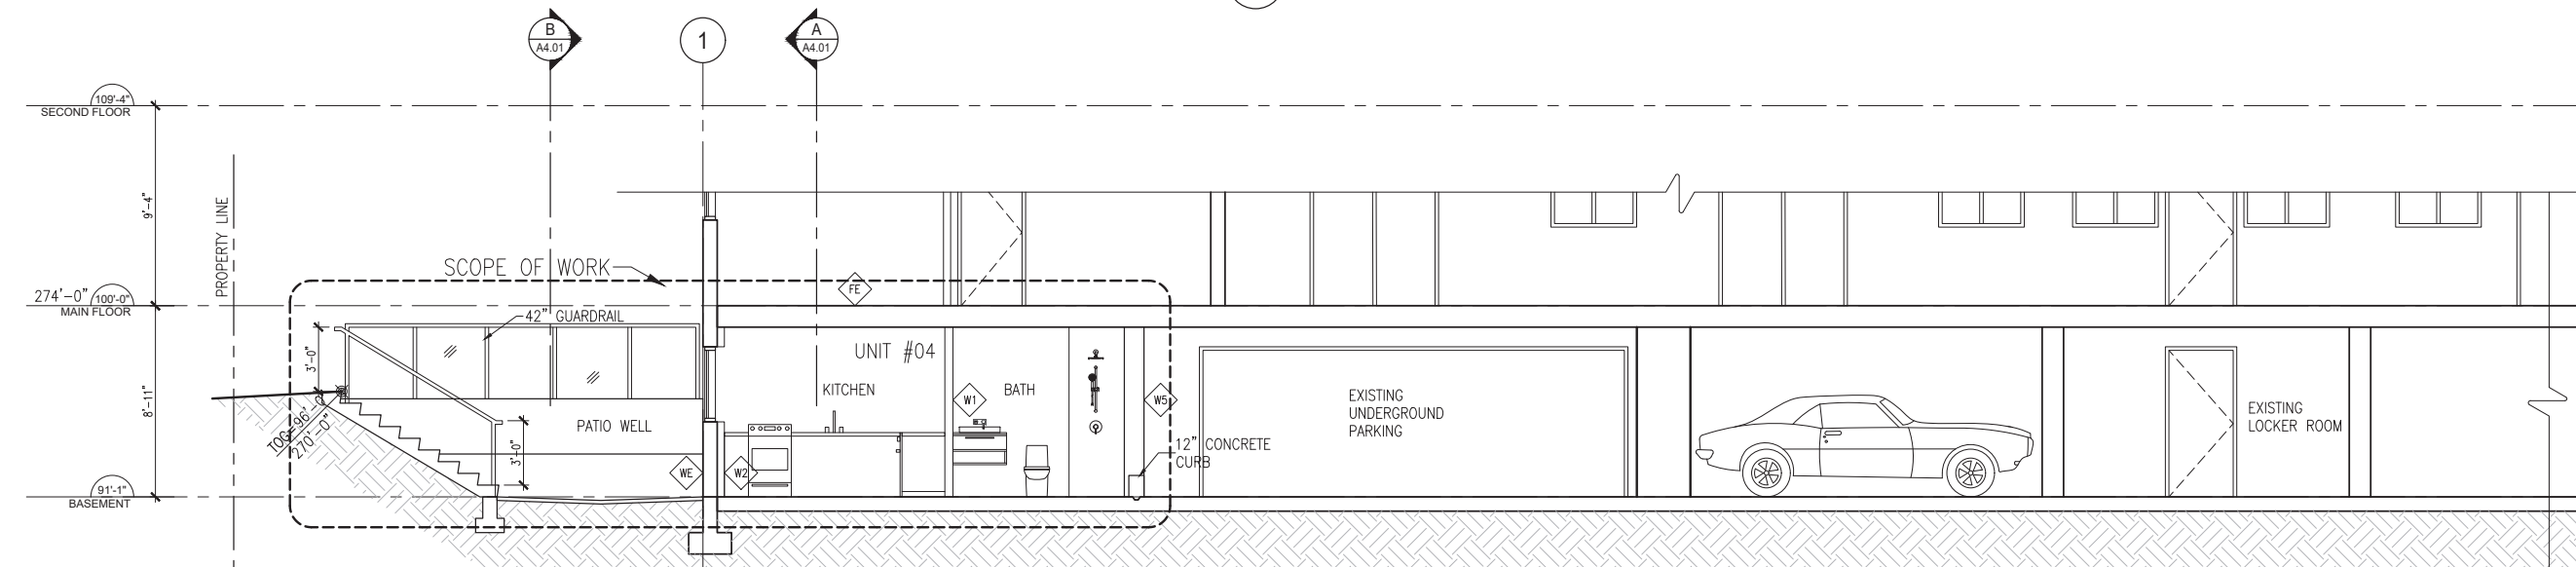 B
A4.01
1
A
A4.01
109'-4"
SECOND FLOOR
9'-4"
PROPERTY LINE
SCOPE OF WORK
FE
274'-0"
100'-0"
MAIN FLOOR
42" GUARDRAIL
3'-0"
UNIT #04
KITCHEN
W1
BATH
W5
EXISTING
UNDERGROUND
PARKING
EXISTING
LOCKER ROOM
8'-11"
TOG=96'-0"
270'-0"
PATIO WELL
3'-0"
WE
W2
12" CONCRETE
CURB
91'-1"
BASEMENT